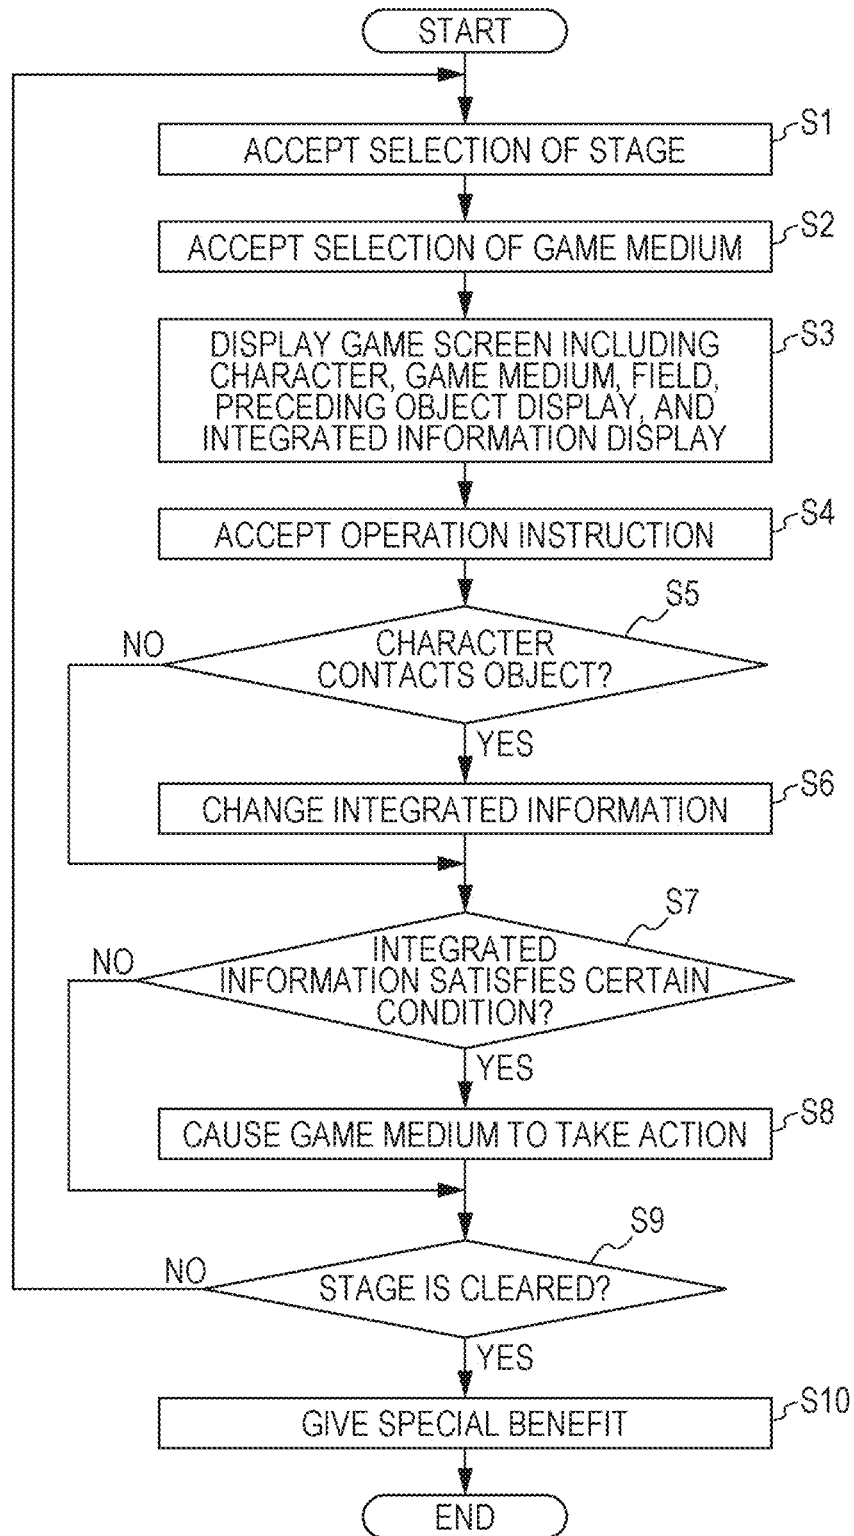 START
S1
ACCEPT SELECTION OF STAGE
S2
ACCEPT SELECTION OF GAME MEDIUM
S3
DISPLAY GAME SCREEN INCLUDING
CHARACTER, GAME MEDIUM, FIELD,
PRECEDING OBJECT DISPLAY, AND
INTEGRATED INFORMATION DISPLAY
S4
ACCEPT OPERATION INSTRUCTION
S5
NO
CHARACTER
CONTACTS OBJECT?
YES
S6
CHANGE INTEGRATED INFORMATION
S7
NO
INTEGRATED
INFORMATION SATISFIES CERTAIN
CONDITION?
YES
S8
CAUSE GAME MEDIUM TO TAKE ACTION
S9
NO
STAGE IS CLEARED?
YES
S10
GIVE SPECIAL BENEFIT
END